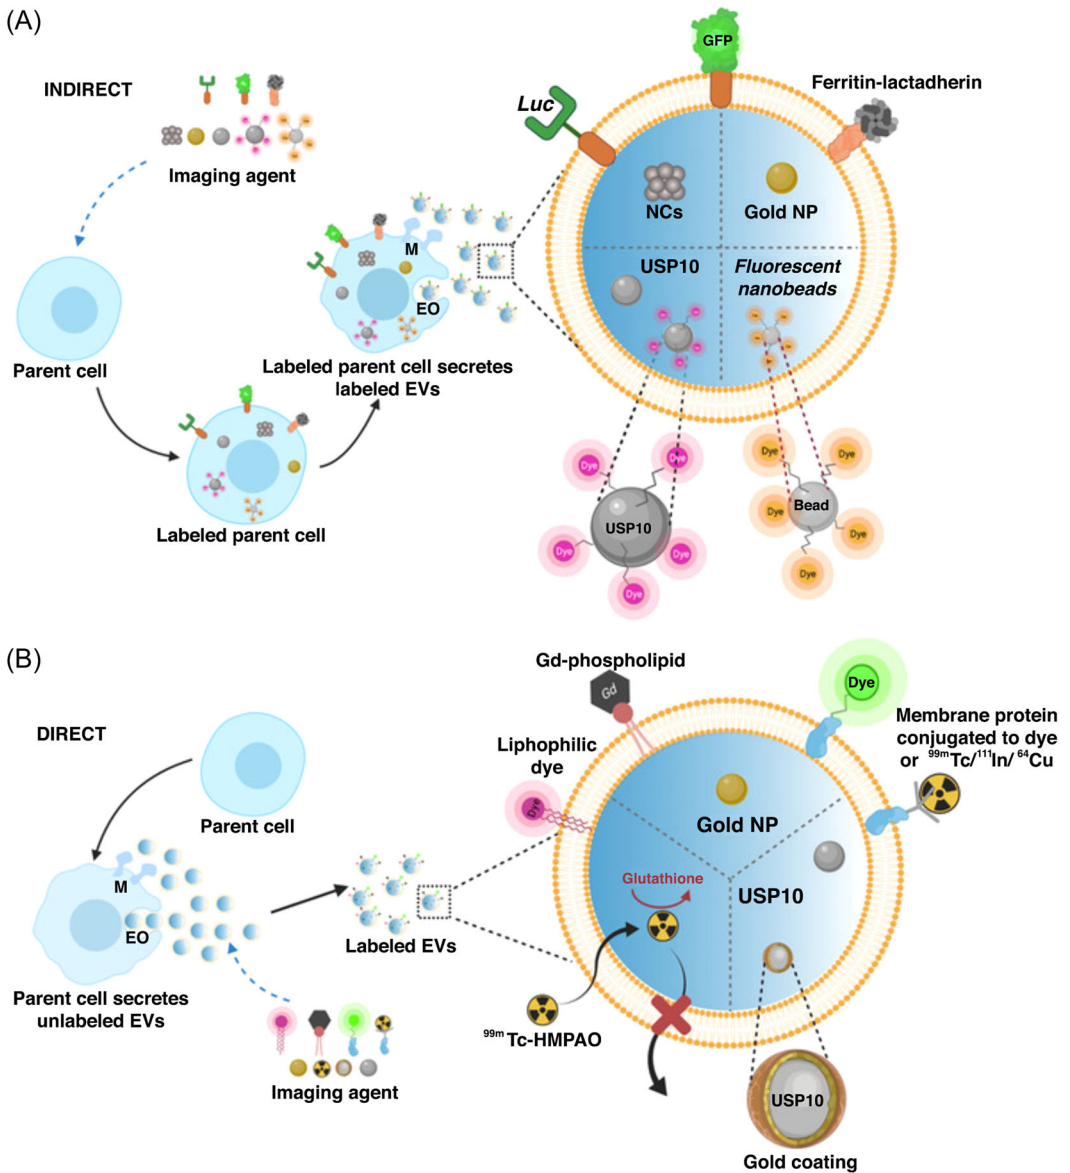 (A)
INDIRECT
Imaging agent
Parent cell
Labeled parent cell
M
EO
Labeled parent cell secretes
labeled EVs
Luc
GFP
Ferritin-lactadherin
NCs
Gold NP
USP10
Fluorescent
nanobeads
Dye
Dye
Dye
Dye
Dye
USP10
Dye
Dye
Dye
Dye
Dye
Bead
(B)
DIRECT
Parent cell
M
EO
Parent cell secretes
unlabeled EVs
Imaging agent
Labeled EVs
Gd-phospholipid
Gd
Liphophilic
dye
Dye
Dye
Membrane protein
conjugated to dye
or 99mTc/111In/ 64Cu
Gold NP
Glutathione
USP10
99mTc-HMPAO
USP10
Gold coating